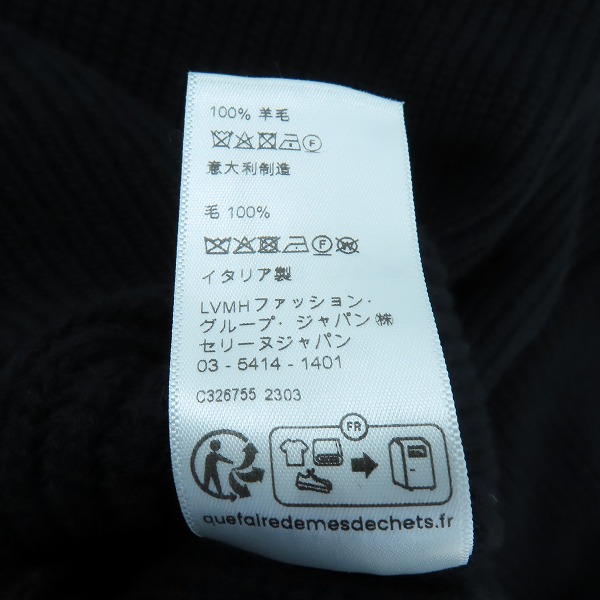 100% 羊毛
F
意大利制造
毛 100%
F W
イタリア製
LVMHファッション・
グループ・ジャパン㈱
セリーヌジャパン
03 - 5414 - 1401
C326755 2303
FR
quefairedemesdechets.fr